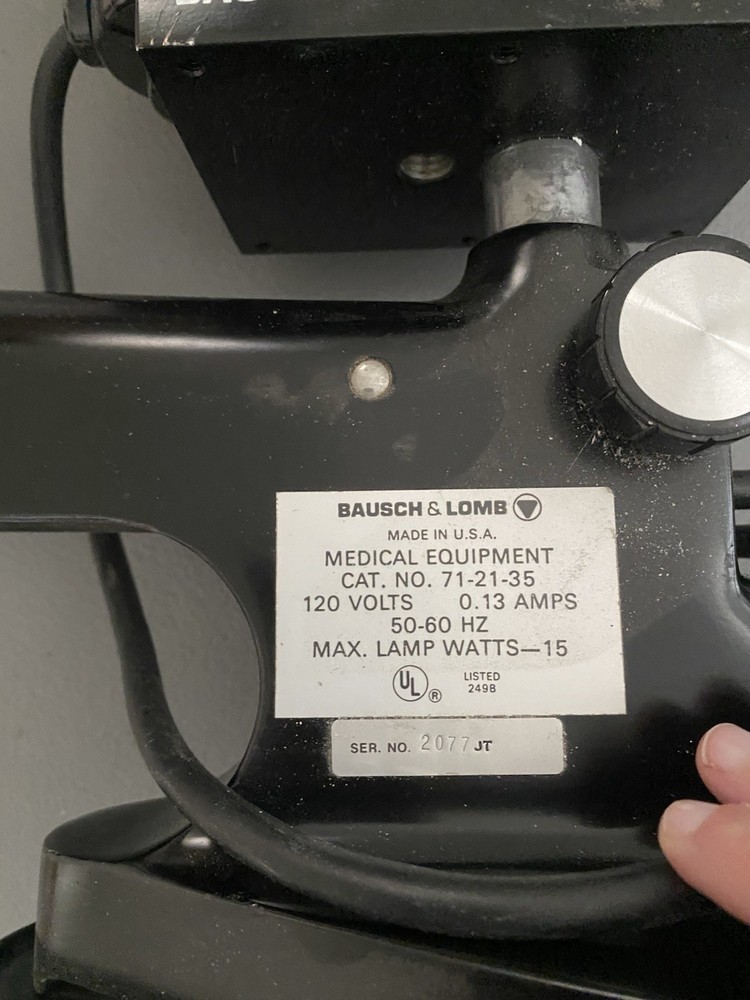 BAUSCH & LOMB
MADE IN U.S.A.
MEDICAL EQUIPMENT
CAT. NO. 71-21-35
120 VOLTS 0.13 AMPS
50-60 HZ
MAX. LAMP WATTS—15
UL ® LISTED
249B
SER. NO. 2077 JT